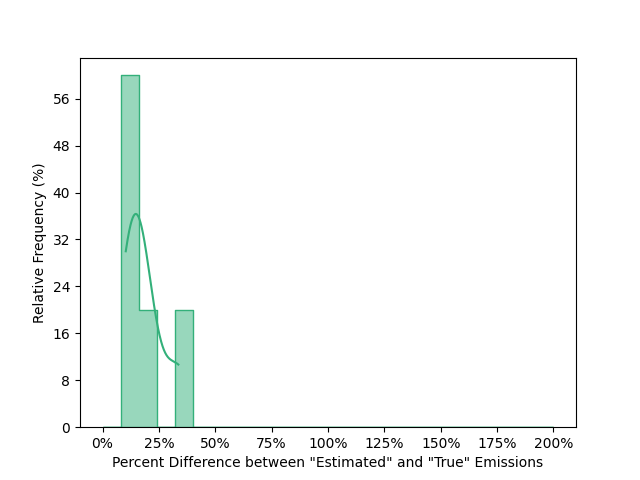 56
48
40
32
24
16
8
0
Relative Frequency (%)
0% 25% 50% 75% 100% 125% 150% 175% 200%
Percent Difference between "Estimated" and "True" Emissions